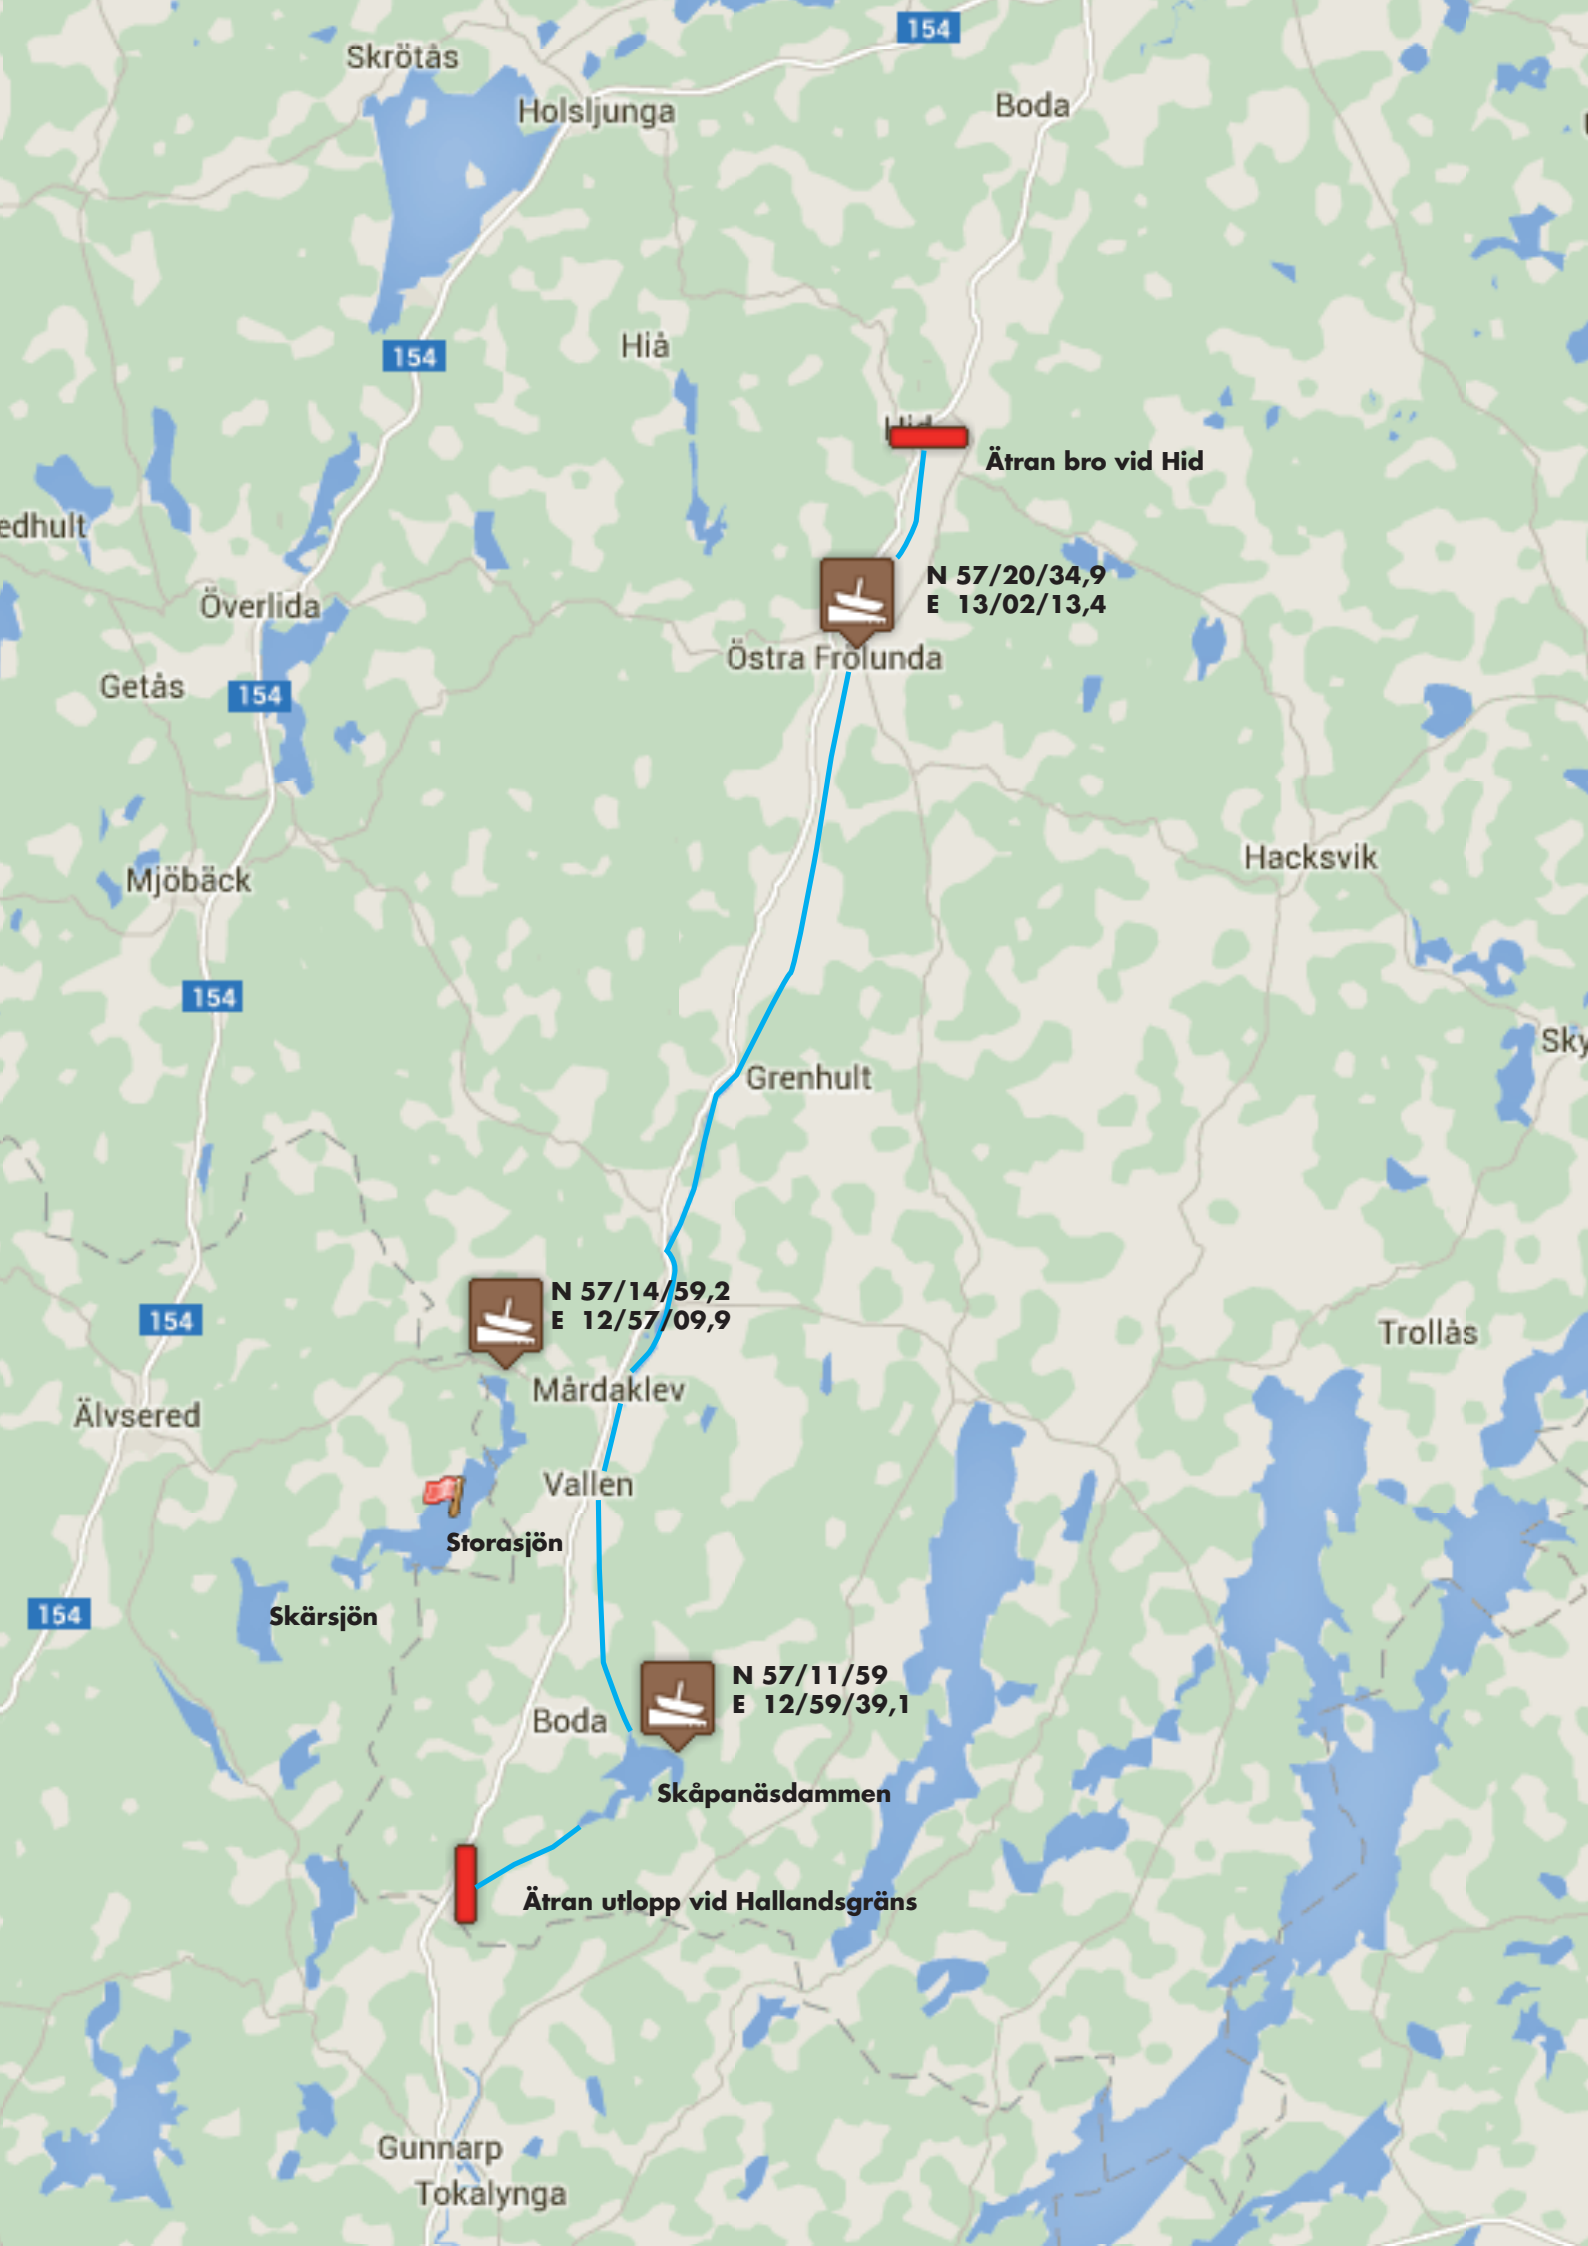 154
Skrötås
Holsljunga
Boda
Hiå
154
Hid
Ätran bro vid Hid
edhult
N 57/20/34,9
E 13/02/13,4
Överlida
Östra Frölunda
Getås
154
Hacksvik
Mjöbäck
154
Sky
Grenhult
N 57/14/59,2
E 12/57/09,9
154
Trollås
Mårdaklev
Älvsered
Vallen
Storasjön
154
Skärsjön
N 57/11/59
E 12/59/39,1
Boda
Skåpanäsdammen
Ätran utlopp vid Hallandsgräns
Gunnarp
Tokalynga